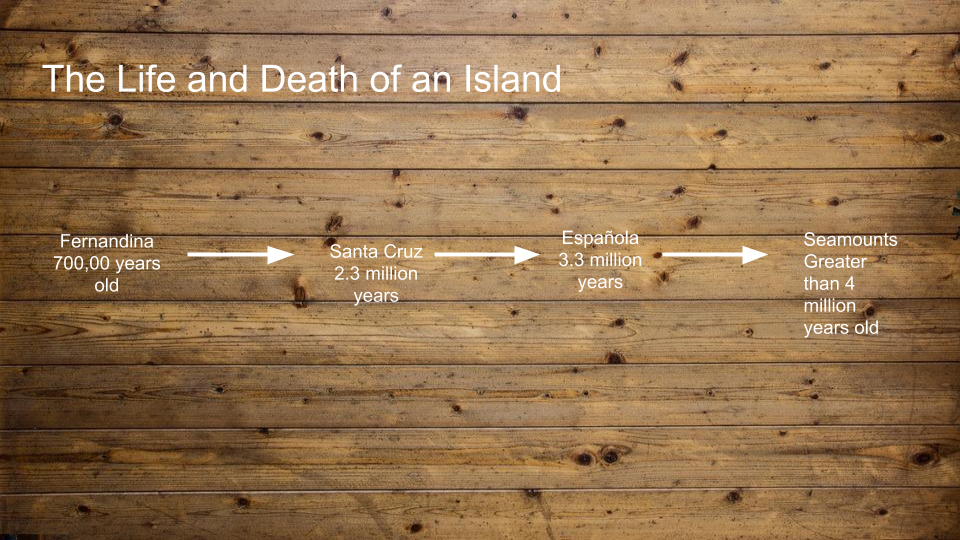 The Life and Death of an Island
Fernandina
700,00 years
old
Santa Cruz
2.3 million
years
Española
3.3 million
years
Seamounts
Greater
than 4
million
years old